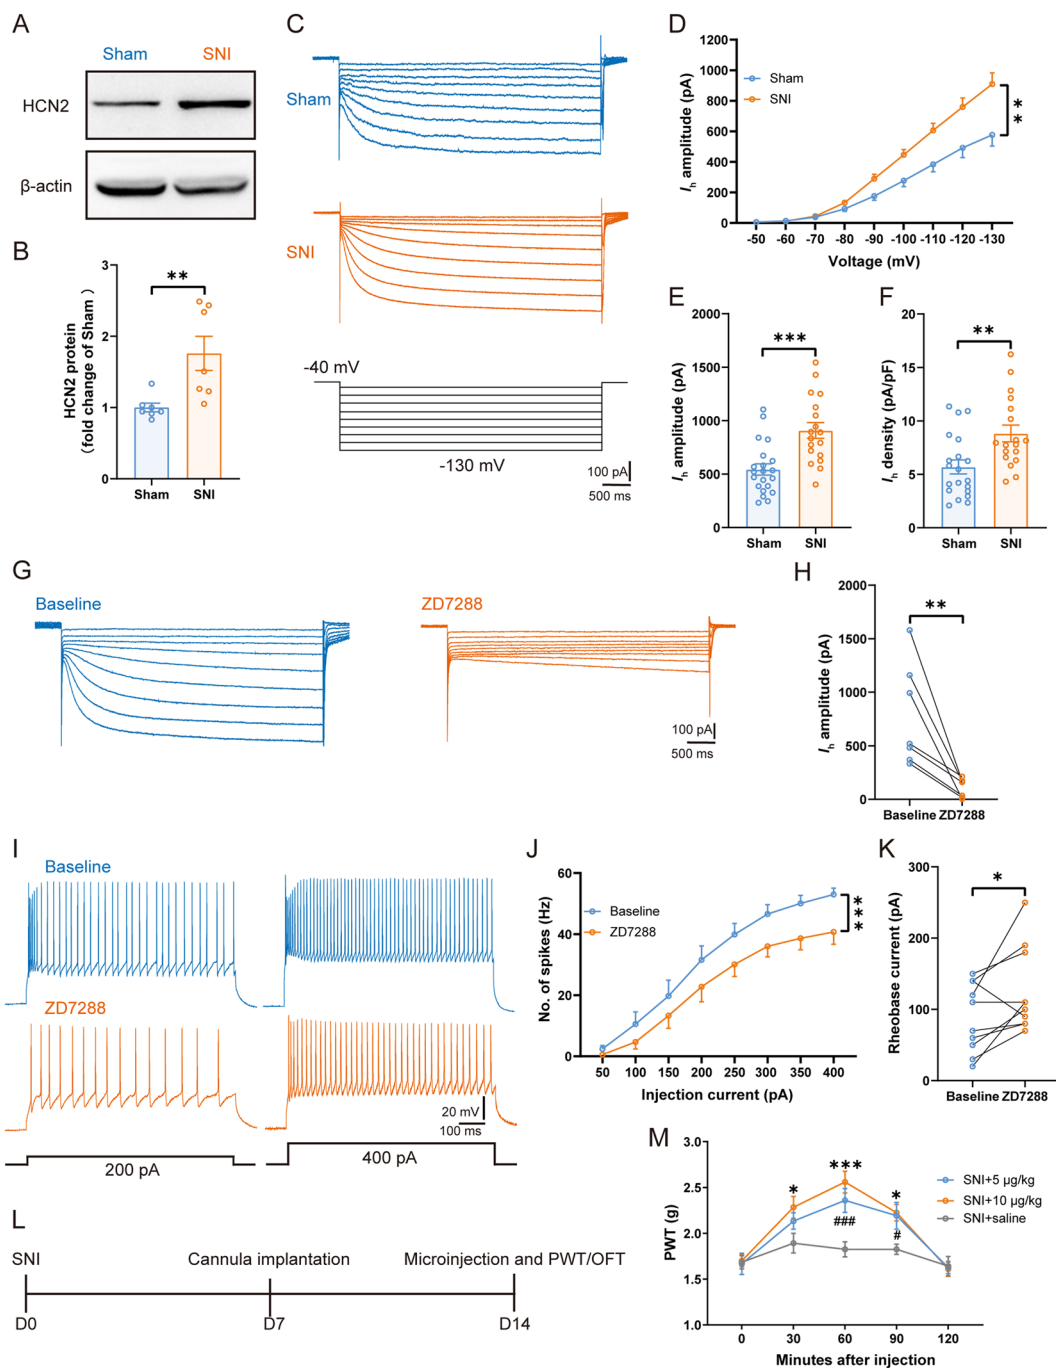 A
Sham SNI
HCN2
β-actin
B
HCN2 protein
(fold change of Sham )
3
2
1
0
**
Sham SNI
C
Sham
SNI
-40 mV
-130 mV
100 pA
500 ms
D
Ih amplitude (pA)
1200
1000
800
600
400
200
0
Sham
SNI
**
-50 -60 -70 -80 -90 -100 -110 -120 -130
Voltage (mV)
E
Ih amplitude (pA)
2000
1500
1000
500
0
***
Sham SNI
F
Ih density (pA/pF)
20
15
10
5
0
**
Sham SNI
G
Baseline
ZD7288
100 pA
500 ms
H
Ih amplitude (pA)
2000
1500
1000
500
0
**
Baseline ZD7288
I
Baseline
ZD7288
20 mV
100 ms
200 pA
400 pA
J
No. of spikes (Hz)
60
40
20
0
Baseline
ZD7288
***
50 100 150 200 250 300 350 400
Injection current (pA)
K
Rheobase current (pA)
300
200
100
0
*
Baseline ZD7288
L
SNI
Cannula implantation
Microinjection and PWT/OFT
D0
D7
D14
M
PWT (g)
3.0
2.5
2.0
1.5
1.0
*
***
*
###
#
SNI+5 μg/kg
SNI+10 μg/kg
SNI+saline
0 30 60 90 120
Minutes after injection